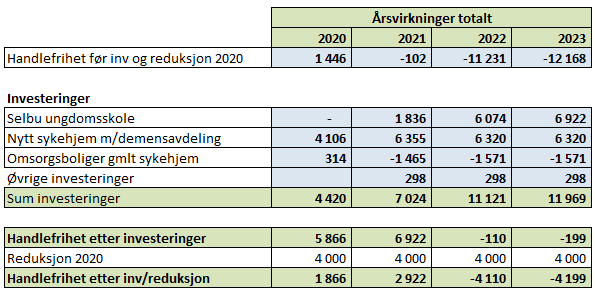 Årsvirkninger totalt
2020 2021 2022 2023
Handlefrihet før inv og reduksjon 2020 1 446 -102 -11 231 -12 168
Investeringer
Selbu ungdomsskole - 1 836 6 074 6 922
Nytt sykehjem m/demensavdeling 4 106 6 355 6 320 6 320
Omsorgsboliger gmlt sykehjem 314 -1 465 -1 571 -1 571
Øvrige investeringer 298 298 298
Sum investeringer 4 420 7 024 11 121 11 969
Handlefrihet etter investeringer 5 866 6 922 -110 -199
Reduksjon 2020 4 000 4 000 4 000 4 000
Handlefrihet etter inv/reduksjon 1 866 2 922 -4 110 -4 199